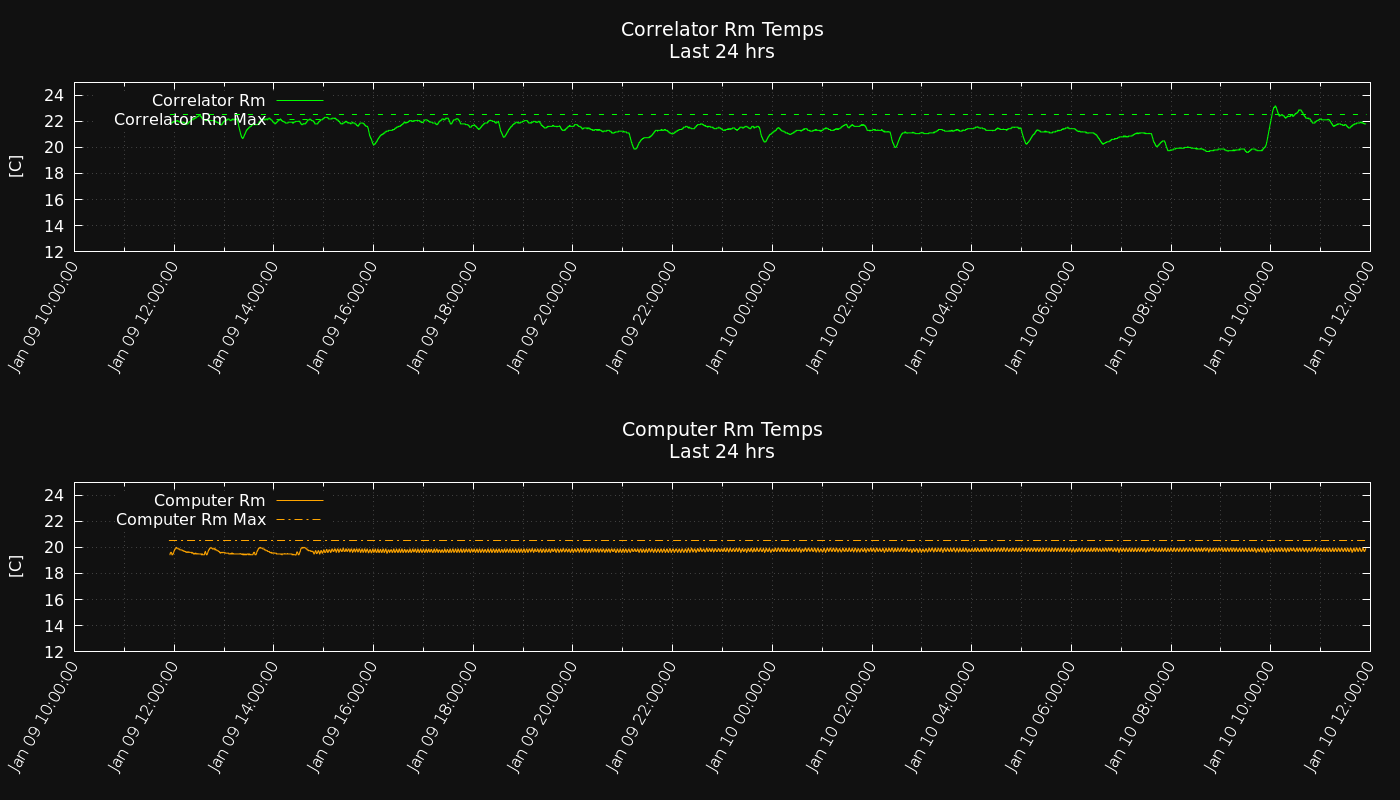 Correlator Rm Temps
Last 24 hrs
Correlator Rm
Correlator Rm Max
24
22
20
18
16
14
12
[C]
Jan 09 10:00:00
Jan 09 12:00:00
Jan 09 14:00:00
Jan 09 16:00:00
Jan 09 18:00:00
Jan 09 20:00:00
Jan 09 22:00:00
Jan 10 00:00:00
Jan 10 02:00:00
Jan 10 04:00:00
Jan 10 06:00:00
Jan 10 08:00:00
Jan 10 10:00:00
Jan 10 12:00:00
Computer Rm Temps
Last 24 hrs
Computer Rm
Computer Rm Max
24
22
20
18
16
14
12
[C]
Jan 09 10:00:00
Jan 09 12:00:00
Jan 09 14:00:00
Jan 09 16:00:00
Jan 09 18:00:00
Jan 09 20:00:00
Jan 09 22:00:00
Jan 10 00:00:00
Jan 10 02:00:00
Jan 10 04:00:00
Jan 10 06:00:00
Jan 10 08:00:00
Jan 10 10:00:00
Jan 10 12:00:00